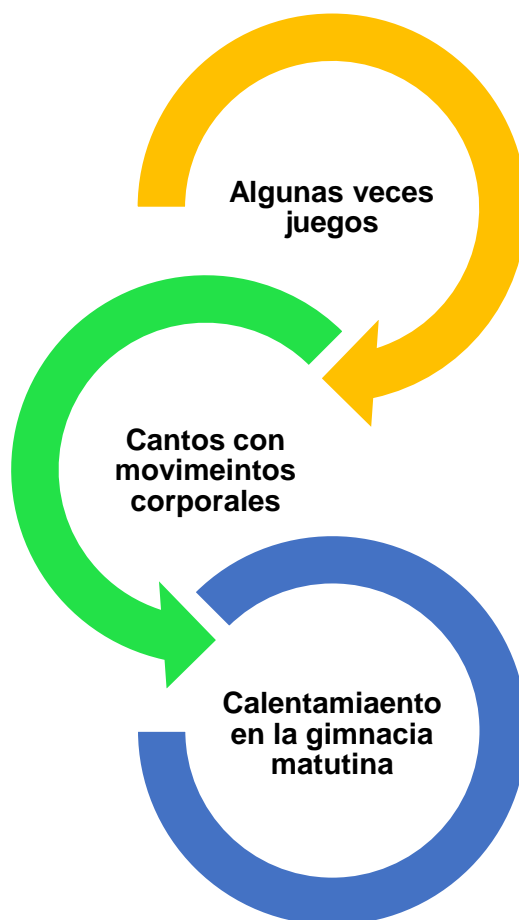 Algunas veces
juegos
Cantos con
movimeintos
corporales
Calentamiaento
en la gimnacia
matutina